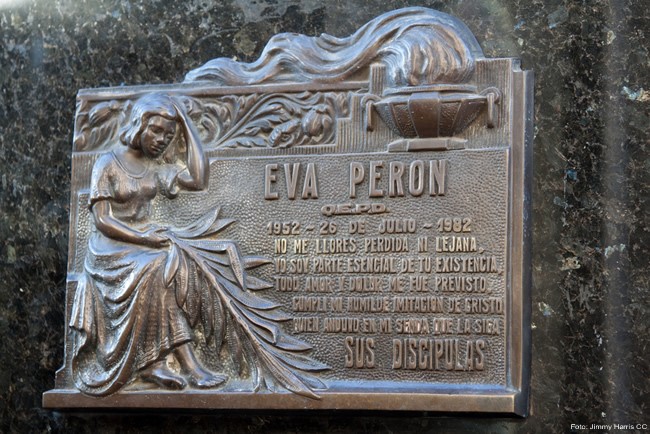 EVA PERON
Q.E.P.D.
1952 - 26 DE JULIO - 1982
NO ME LLORES PERDIDA NI LEJANA,
YO SOY PARTE ESENCIAL DE TU EXISTENCIA,
TODO AMOR Y DOLOR ME FUE PREVISTO,
CUMPLI MI HUMILDE IMITACION DE CRISTO
QUIEN ANDUVO EN MI SENDA QUE LA SIGA
SUS DISCIPULAS
Foto: Jimmy Harris CC